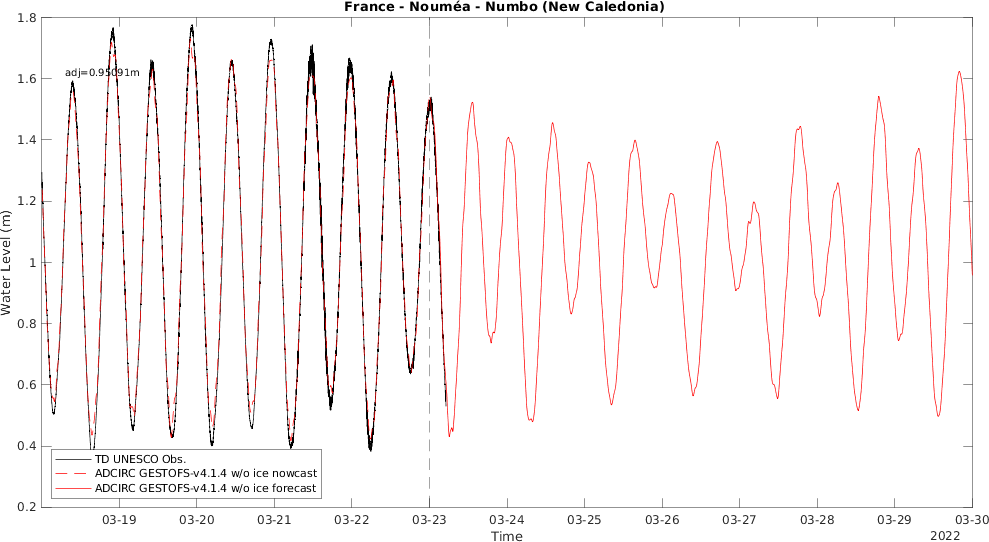 France - Nouméa - Numbo (New Caledonia)
1.8
1.6
1.4
1.2
1
0.8
0.6
0.4
0.2
Water Level (m)
adj=0.95091m
TD UNESCO Obs.
ADCIRC GESTOFS-v4.1.4 w/o ice nowcast
ADCIRC GESTOFS-v4.1.4 w/o ice forecast
03-19 03-20 03-21 03-22 03-23 03-24 03-25 03-26 03-27 03-28 03-29 03-30
Time
2022